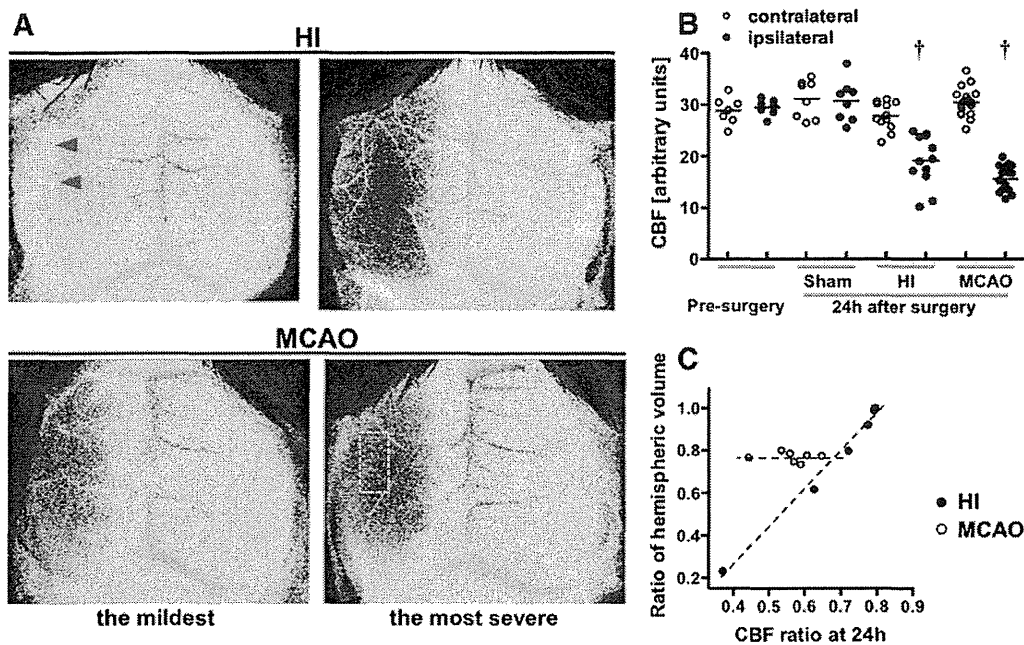 A
HI
MCAO
the mildest
the most severe
B
contralateral
ipsilateral
† †
CBF [arbitrary units]
40
30
20
10
0
Sham HI MCAO
Pre-surgery 24h after surgery
C
Ratio of hemispheric volume
1.0
0.8
0.6
0.4
0.2
0.4 0.5 0.6 0.7 0.8 0.9
CBF ratio at 24h
HI
MCAO